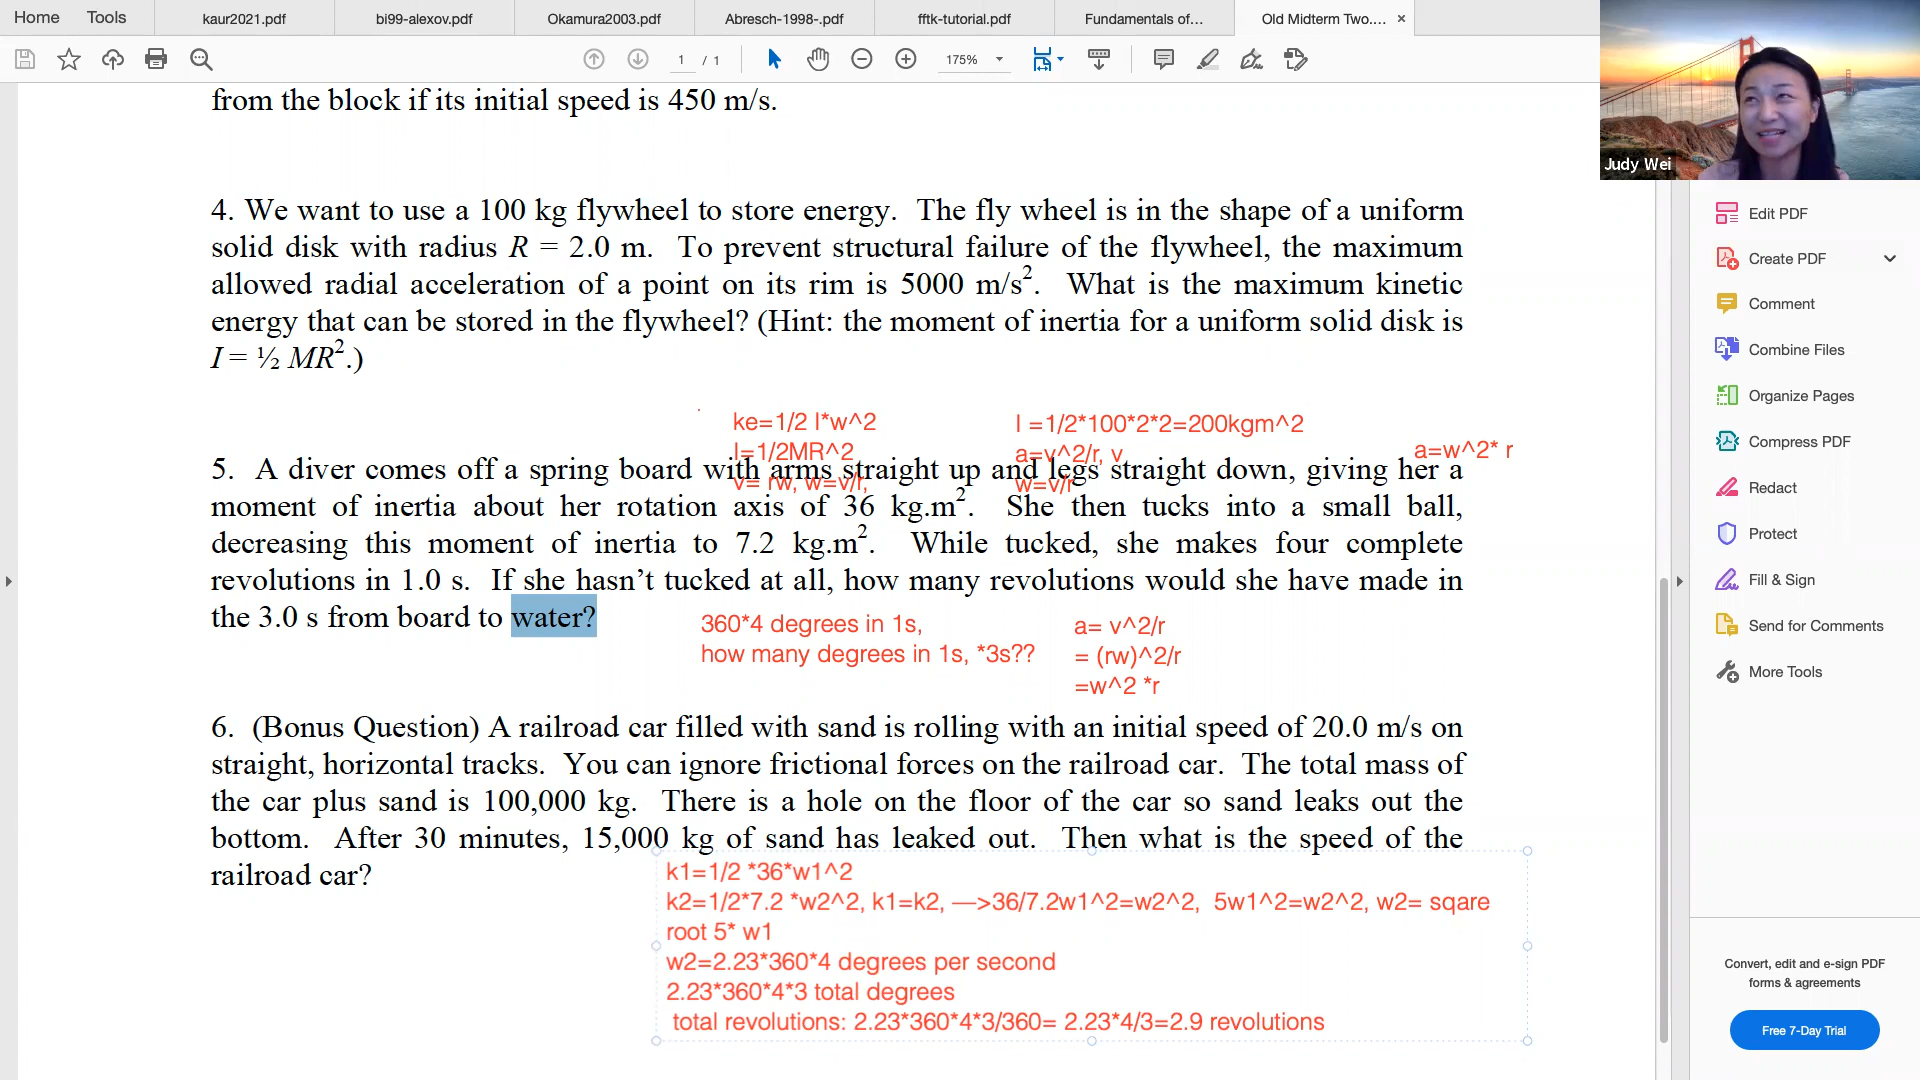 Home Tools kaur2021.pdf bi99-alexov.pdf Okamura2003.pdf Abresch-1998-.pdf fftk-tutorial.pdf Fundamentals of... Old Midterm Two.... ×
1 / 1 175%
Judy Wei
from the block if its initial speed is 450 m/s.
4. We want to use a 100 kg flywheel to store energy. The fly wheel is in the shape of a uniform
solid disk with radius R = 2.0 m. To prevent structural failure of the flywheel, the maximum
allowed radial acceleration of a point on its rim is 5000 m/s². What is the maximum kinetic
energy that can be stored in the flywheel? (Hint: the moment of inertia for a uniform solid disk is
I = ½ MR².)
ke=1/2 I*w^2
I=1/2MR^2
v= rw, w=v/r,
I =1/2*100*2*2=200kgm^2
a=v^2/r, v
w=v/r
a=w^2* r
5. A diver comes off a spring board with arms straight up and legs straight down, giving her a
moment of inertia about her rotation axis of 36 kg.m². She then tucks into a small ball,
decreasing this moment of inertia to 7.2 kg.m². While tucked, she makes four complete
revolutions in 1.0 s. If she hasn't tucked at all, how many revolutions would she have made in
the 3.0 s from board to water?
360*4 degrees in 1s,
how many degrees in 1s, *3s??
a= v^2/r
= (rw)^2/r
=w^2 *r
6. (Bonus Question) A railroad car filled with sand is rolling with an initial speed of 20.0 m/s on
straight, horizontal tracks. You can ignore frictional forces on the railroad car. The total mass of
the car plus sand is 100,000 kg. There is a hole on the floor of the car so sand leaks out the
bottom. After 30 minutes, 15,000 kg of sand has leaked out. Then what is the speed of the
railroad car?
k1=1/2 *36*w1^2
k2=1/2*7.2 *w2^2, k1=k2, —>36/7.2w1^2=w2^2, 5w1^2=w2^2, w2= sqare
root 5* w1
w2=2.23*360*4 degrees per second
2.23*360*4*3 total degrees
total revolutions: 2.23*360*4*3/360= 2.23*4/3=2.9 revolutions
Edit PDF
Create PDF
Comment
Combine Files
Organize Pages
Compress PDF
Redact
Protect
Fill & Sign
Send for Comments
More Tools
Convert, edit and e-sign PDF
forms & agreements
Free 7-Day Trial